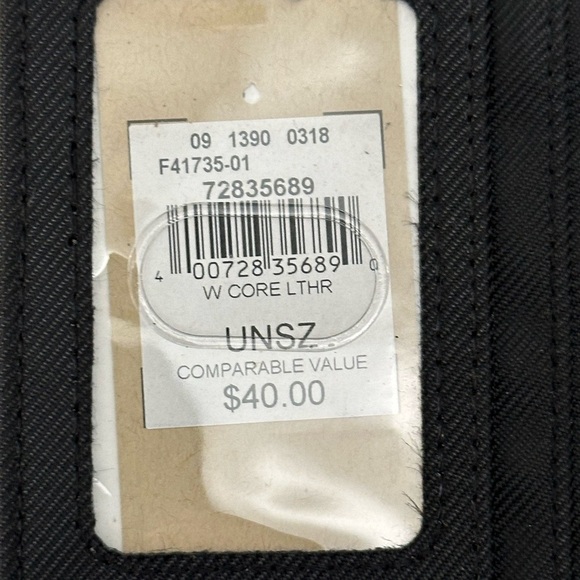 09 1390 0318
F41735-01
72835689
4 00728 35689 0
W CORE LTHR
UNSZ
COMPARABLE VALUE
$40.00